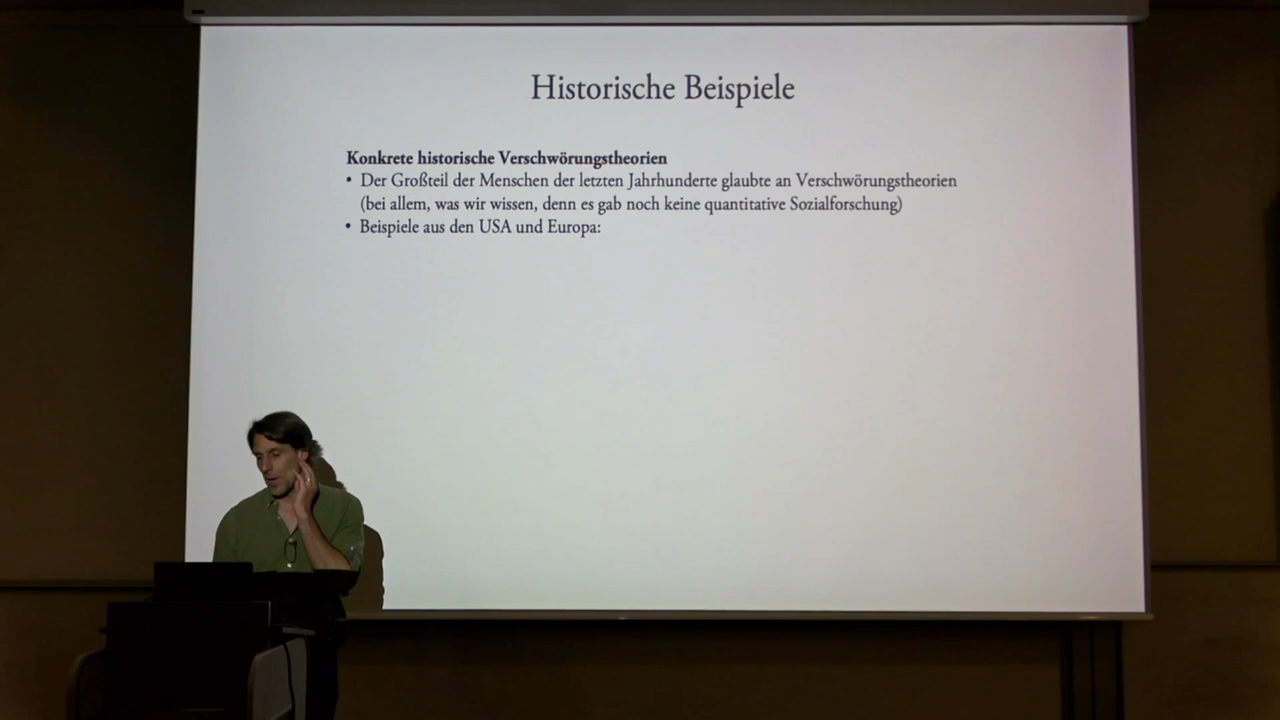 Historische Beispiele
Konkrete historische Verschwörungstheorien
• Der Großteil der Menschen der letzten Jahrhunderte glaubte an Verschwörungstheorien
(bei allem, was wir wissen, denn es gab noch keine quantitative Sozialforschung)
• Beispiele aus den USA und Europa: